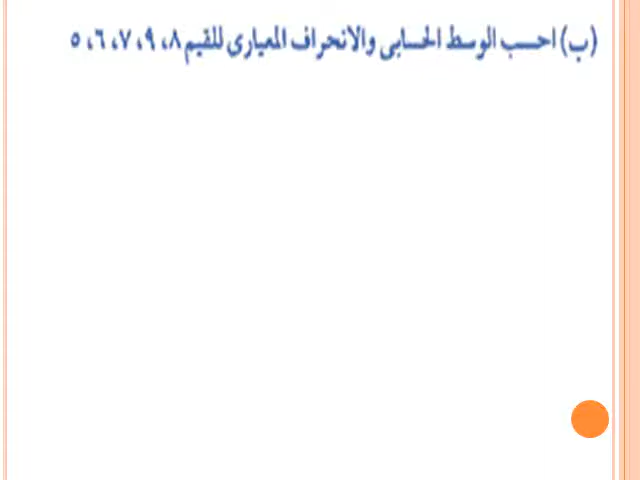 (ب) احسب الوسط الحسابى والانحراف المعيارى للقيم ٨، ٩، ٧، ٦، ٥